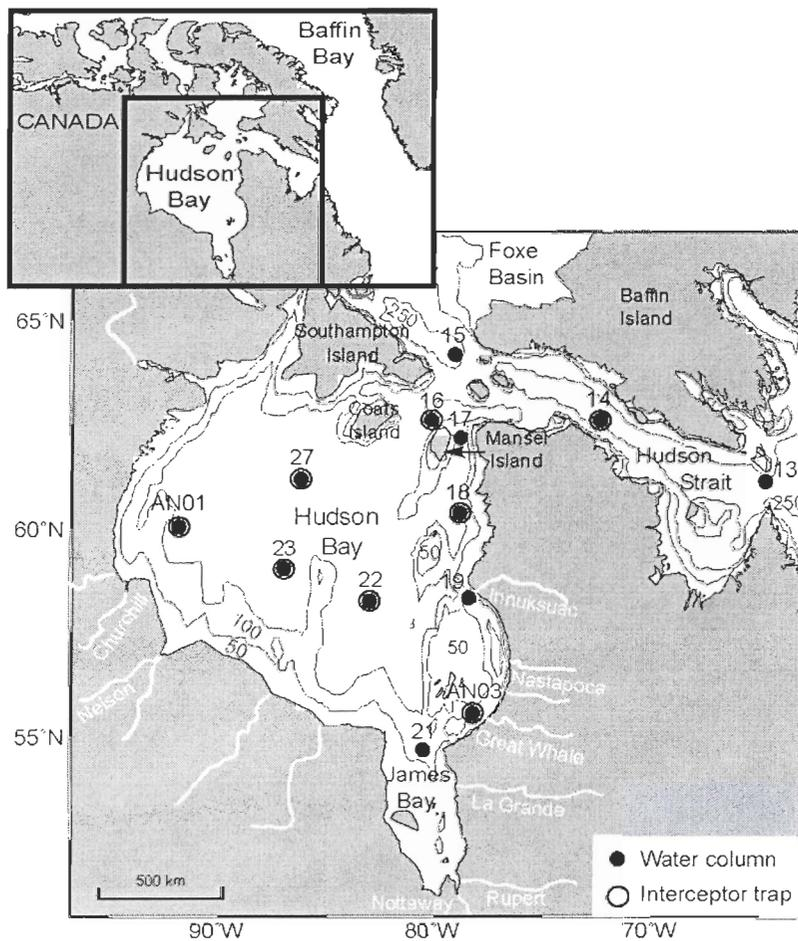 Baffin
Bay
CANADA
Hudson
Bay
Foxe
Basin
65°N
250
Baffin
Island
Southampton
Island
15
16
17
14
Coats
Island
Mansel
Island
Hudson
Strait
13
250
27
18
AN01
60°N
Hudson
Bay
23
50
22
19
Innuksuac
Churchill
100
50
50
Nastapoca
Nelson
AN03
55°N
21
Great Whale
James
Bay
La Grande
Water column
Interceptor trap
500 km
Nottaway
Rupert
90°W
80°W
70°W